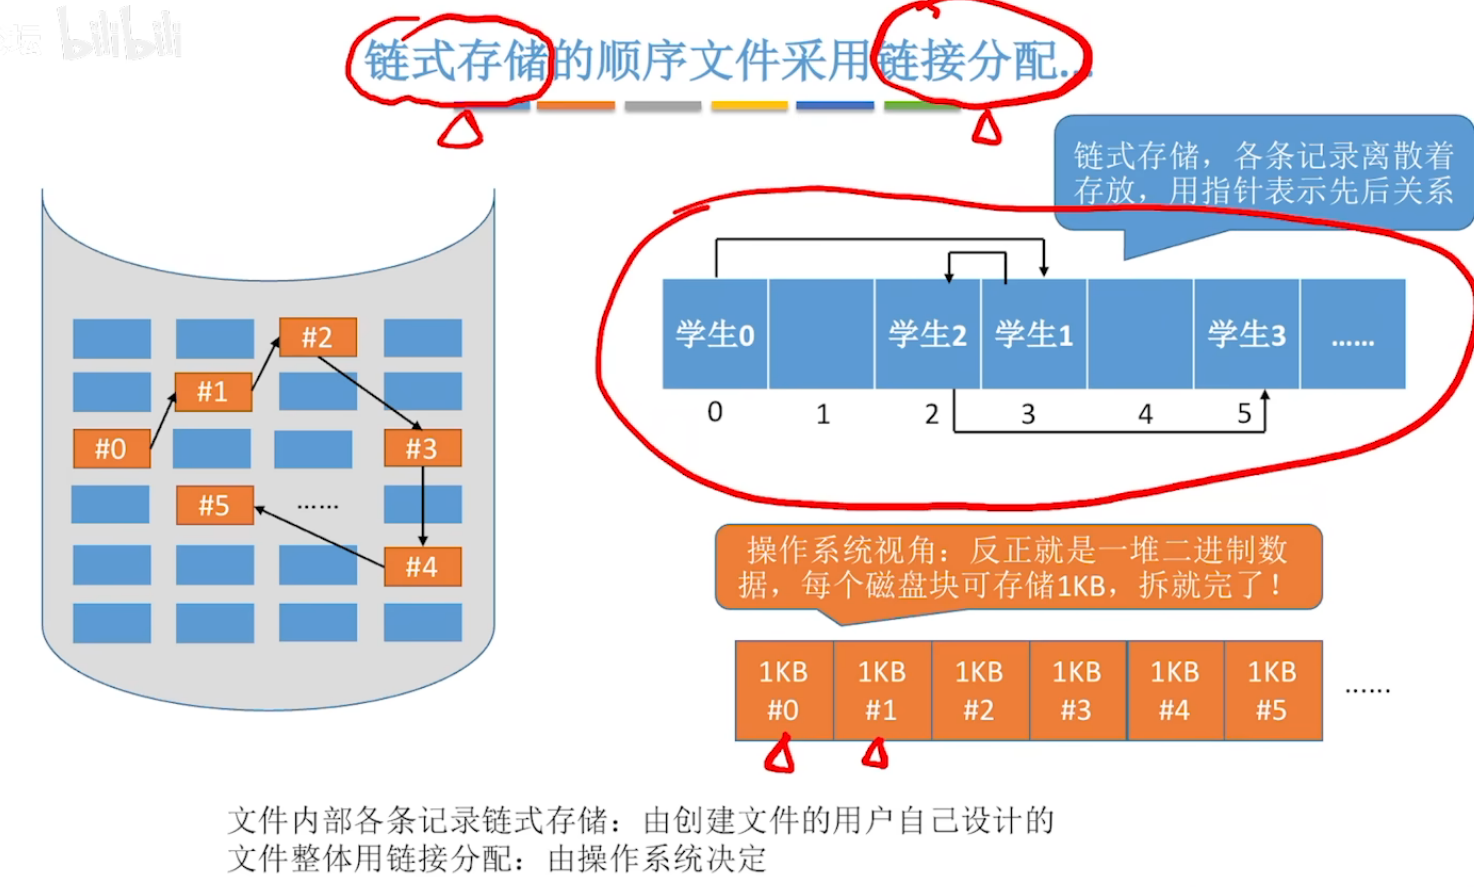 坛 bilibili
链式存储的顺序文件采用链接分配...
链式存储，各条记录离散着
存放，用指针表示先后关系
#2
#1
#0
#3
#5
......
#4
学生0
学生2
学生1
学生3
......
0
1
2
3
4
5
操作系统视角：反正就是一堆二进制数
据，每个磁盘块可存储1KB，拆就完了！
1KB 1KB 1KB 1KB 1KB 1KB
#0 #1 #2 #3 #4 #5
......
文件内部各条记录链式存储：由创建文件的用户自己设计的
文件整体用链接分配：由操作系统决定